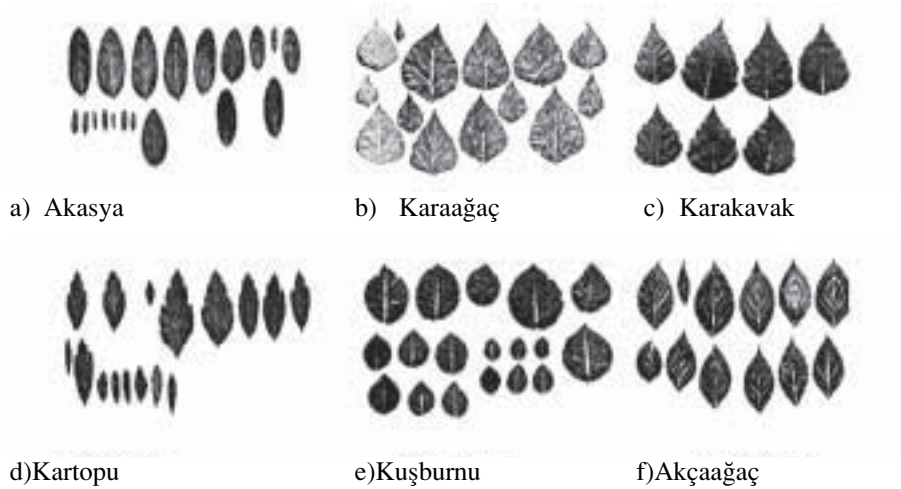 a) Akasya
b) Karaağaç
c) Karakavak
d)Kartopu
e)Kuşburnu
f)Akçaağaç